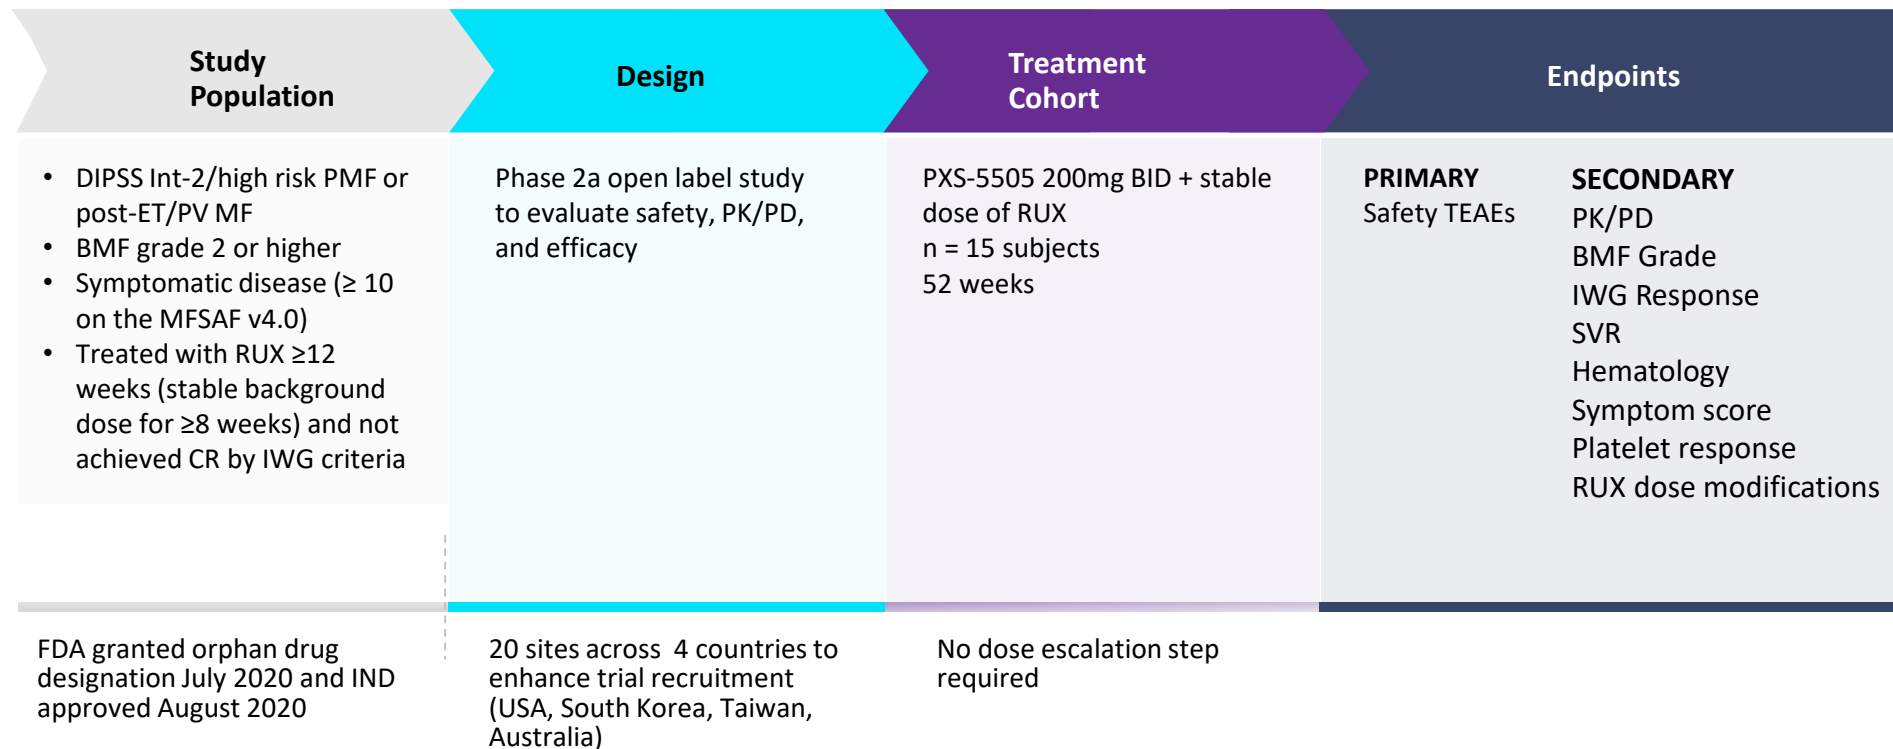 Study
Population
Design
Treatment
Cohort
Endpoints
• DIPSS Int-2/high risk PMF or
post-ET/PV MF
• BMF grade 2 or higher
• Symptomatic disease (≥ 10
on the MFSAF v4.0)
• Treated with RUX ≥12
weeks (stable background
dose for ≥8 weeks) and not
achieved CR by IWG criteria
Phase 2a open label study
to evaluate safety, PK/PD,
and efficacy
PXS-5505 200mg BID + stable
dose of RUX
n = 15 subjects
52 weeks
PRIMARY
Safety TEAEs
SECONDARY
PK/PD
BMF Grade
IWG Response
SVR
Hematology
Symptom score
Platelet response
RUX dose modifications
FDA granted orphan drug
designation July 2020 and IND
approved August 2020
20 sites across 4 countries to
enhance trial recruitment
(USA, South Korea, Taiwan,
Australia)
No dose escalation step
required